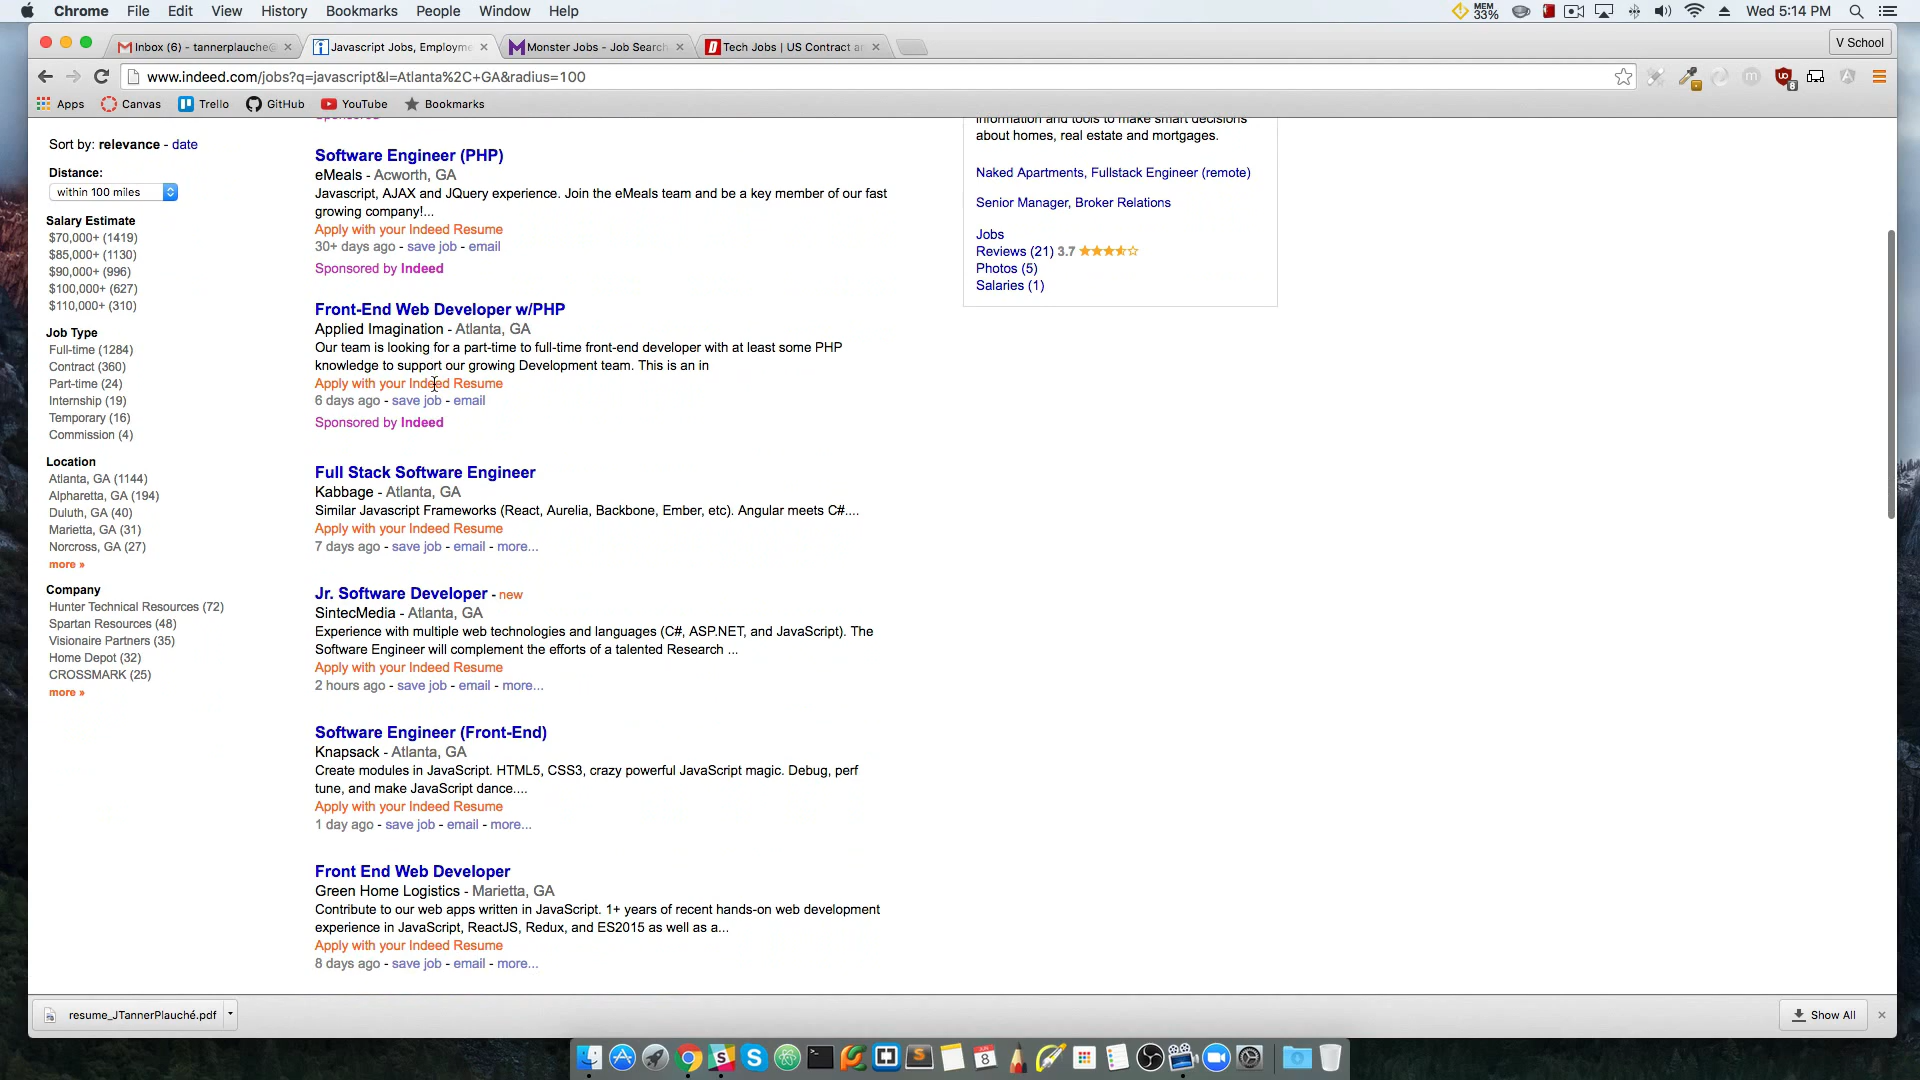 Chrome File Edit View History Bookmarks People Window Help MEM 33% Wed 5:14 PM
Inbox (6) - tannerplauche@ Javascript Jobs, Employme Monster Jobs - Job Search Tech Jobs | US Contract a V School
www.indeed.com/jobs?q=javascript&l=Atlanta%2C+GA&radius=100
Apps Canvas Trello GitHub YouTube Bookmarks
Sort by: relevance - date
Distance:
within 100 miles
Salary Estimate
$70,000+ (1419)
$85,000+ (1130)
$90,000+ (996)
$100,000+ (627)
$110,000+ (310)
Job Type
Full-time (1284)
Contract (360)
Part-time (24)
Internship (19)
Temporary (16)
Commission (4)
Location
Atlanta, GA (1144)
Alpharetta, GA (194)
Duluth, GA (40)
Marietta, GA (31)
Norcross, GA (27)
more »
Company
Hunter Technical Resources (72)
Spartan Resources (48)
Visionaire Partners (35)
Home Depot (32)
CROSSMARK (25)
more »
Sponsored
Software Engineer (PHP)
eMeals - Acworth, GA
Javascript, AJAX and JQuery experience. Join the eMeals team and be a key member of our fast
growing company!...
Apply with your Indeed Resume
30+ days ago - save job - email
Sponsored by Indeed
Front-End Web Developer w/PHP
Applied Imagination - Atlanta, GA
Our team is looking for a part-time to full-time front-end developer with at least some PHP
knowledge to support our growing Development team. This is an in
Apply with your Indeed Resume
6 days ago - save job - email
Sponsored by Indeed
Full Stack Software Engineer
Kabbage - Atlanta, GA
Similar Javascript Frameworks (React, Aurelia, Backbone, Ember, etc). Angular meets C#....
Apply with your Indeed Resume
7 days ago - save job - email - more...
Jr. Software Developer - new
SintecMedia - Atlanta, GA
Experience with multiple web technologies and languages (C#, ASP.NET, and JavaScript). The
Software Engineer will complement the efforts of a talented Research ...
Apply with your Indeed Resume
2 hours ago - save job - email - more...
Software Engineer (Front-End)
Knapsack - Atlanta, GA
Create modules in JavaScript. HTML5, CSS3, crazy powerful JavaScript magic. Debug, perf
tune, and make JavaScript dance....
Apply with your Indeed Resume
1 day ago - save job - email - more...
Front End Web Developer
Green Home Logistics - Marietta, GA
Contribute to our web apps written in JavaScript. 1+ years of recent hands-on web development
experience in JavaScript, ReactJS, Redux, and ES2015 as well as a...
Apply with your Indeed Resume
8 days ago - save job - email - more...
information and tools to make smart decisions
about homes, real estate and mortgages.
Naked Apartments, Fullstack Engineer (remote)
Senior Manager, Broker Relations
Jobs
Reviews (21) 3.7
Photos (5)
Salaries (1)
resume_JTannerPlauché.pdf Show All